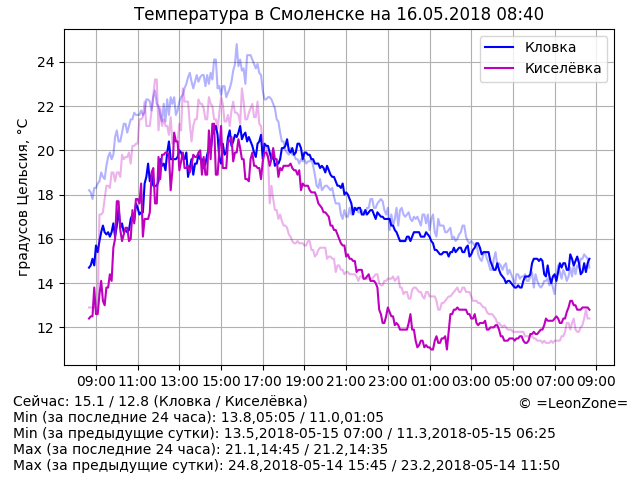 Температура в Смоленске на 16.05.2018 08:40
Кловка
Киселёвка
градусов Цельсия, °C
24
22
20
18
16
14
12
09:00 11:00 13:00 15:00 17:00 19:00 21:00 23:00 01:00 03:00 05:00 07:00 09:00
Сейчас: 15.1 / 12.8 (Кловка / Киселёвка)
© =LeonZone=
Min (за последние 24 часа): 13.8,05:05 / 11.0,01:05
Min (за предыдущие сутки): 13.5,2018-05-15 07:00 / 11.3,2018-05-15 06:25
Max (за последние 24 часа): 21.1,14:45 / 21.2,14:35
Max (за предыдущие сутки): 24.8,2018-05-14 15:45 / 23.2,2018-05-14 11:50